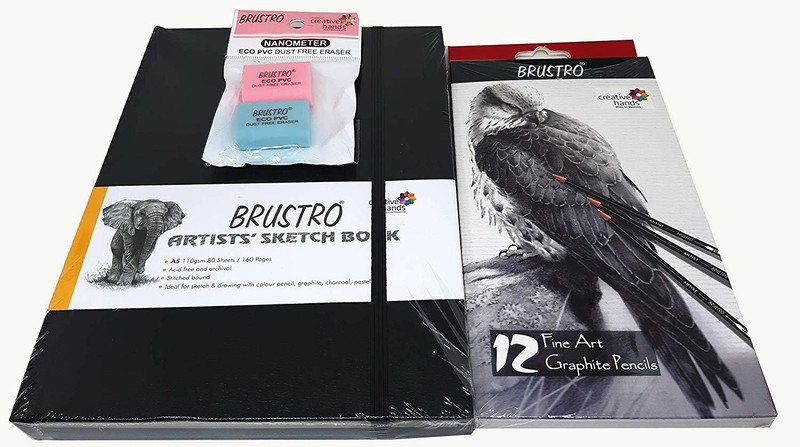 BRUSTRO
creative
hands
NANOMETER
ECO PVC DUST FREE ERASER
BRUSTRO®
ECO PVC
DUST FREE ERASER
BRUSTRO®
ECO PVC
DUST FREE ERASER
BRUSTRO®
creative
hands
ARTISTS' SKETCH BOOK
A5 110gsm 80 Sheets / 160 Pages
Acid free and archival
Stitched bound
Ideal for sketch & drawing with colour pencil, graphite, charcoal, pastel
BRUSTRO®
creative
hands
12 Fine Art
Graphite Pencils
ARTIST
ARTIST
ARTIST